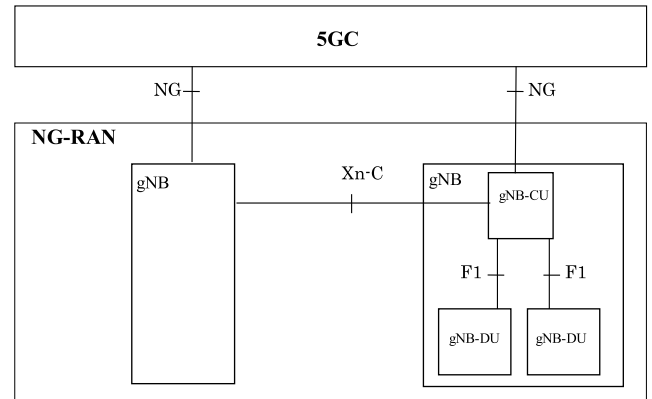 5GC
NG
NG
NG-RAN
gNB
Xn-C
gNB
gNB-CU
F1
F1
gNB-DU
gNB-DU